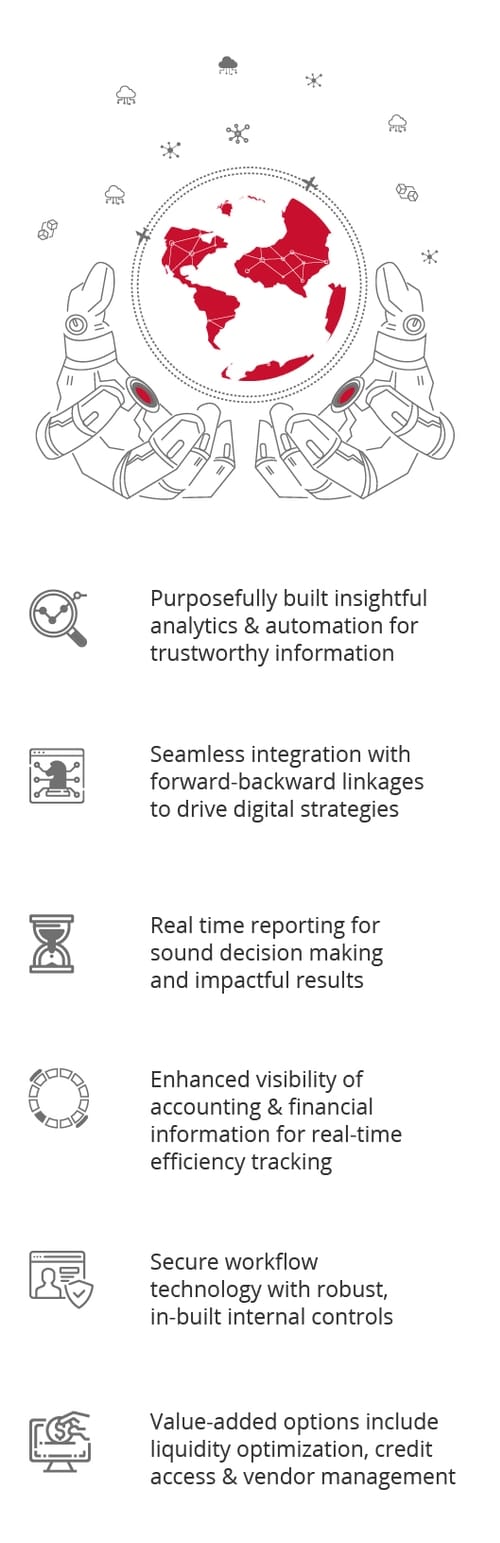 Purposefully built insightful
analytics & automation for
trustworthy information
Seamless integration with
forward-backward linkages
to drive digital strategies
Real time reporting for
sound decision making
and impactful results
Enhanced visibility of
accounting & financial
information for real-time
efficiency tracking
Secure workflow
technology with robust,
in-built internal controls
Value-added options include
liquidity optimization, credit
access & vendor management